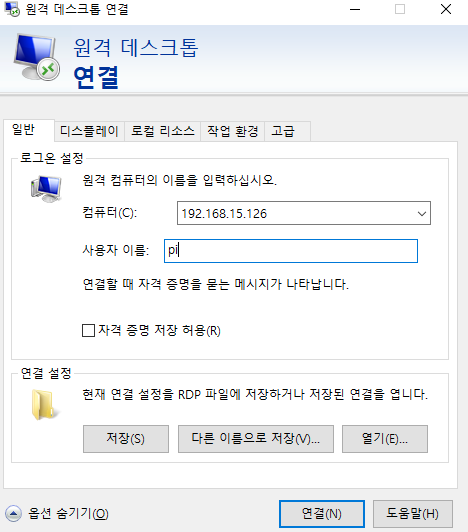 원격 데스크톱 연결
원격 데스크톱
연결
일반 디스플레이 로컬 리소스 작업 환경 고급
로그온 설정
원격 컴퓨터의 이름을 입력하십시오.
컴퓨터(C): 192.168.15.126
사용자 이름: pi
연결할 때 자격 증명을 묻는 메시지가 나타납니다.
자격 증명 저장 허용(R)
연결 설정
현재 연결 설정을 RDP 파일에 저장하거나 저장된 연결을 엽니다.
저장(S) 다른 이름으로 저장(V)... 열기(E)...
옵션 숨기기(O) 연결(N) 도움말(H)